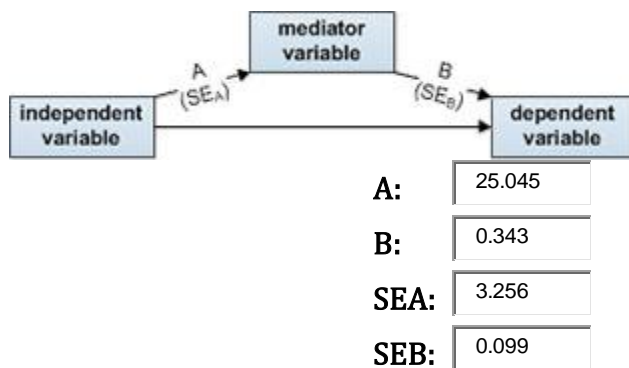 mediator
variable
A
(SEA)
B
(SEB)
independent
variable
dependent
variable
A: 25.045
B: 0.343
SEA: 3.256
SEB: 0.099